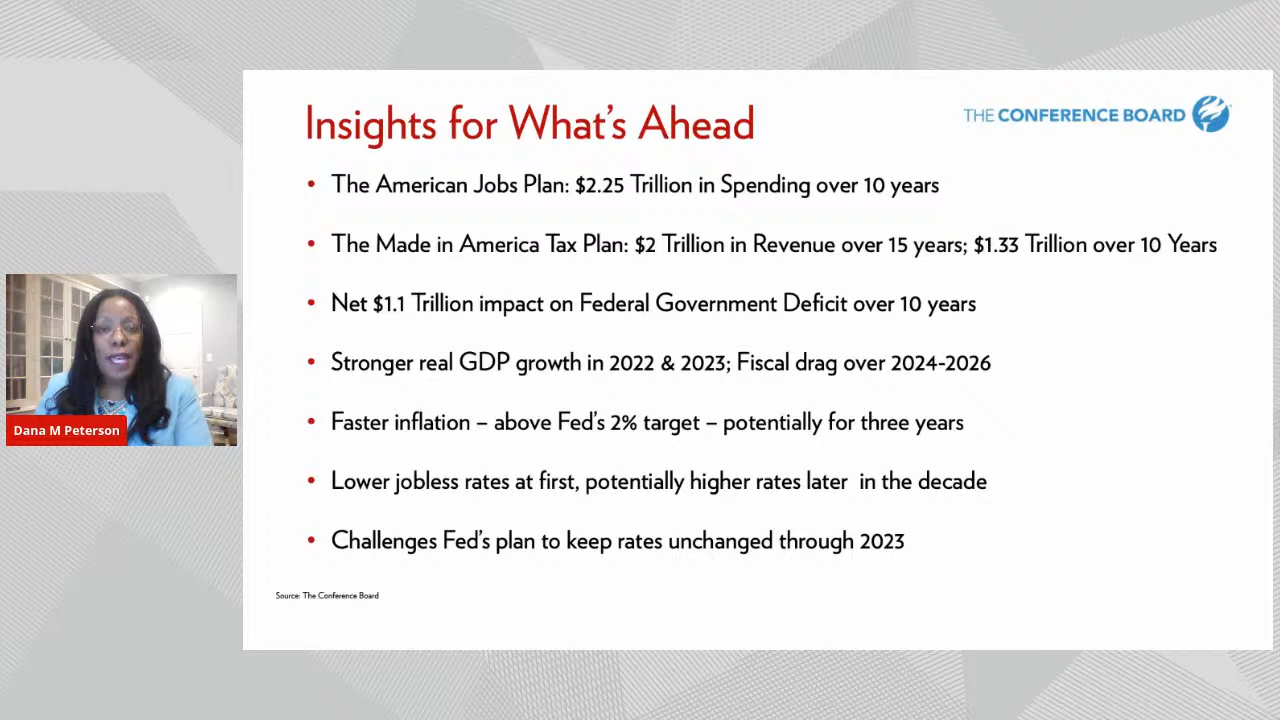 Insights for What's Ahead
THE CONFERENCE BOARD
• The American Jobs Plan: $2.25 Trillion in Spending over 10 years
• The Made in America Tax Plan: $2 Trillion in Revenue over 15 years; $1.33 Trillion over 10 Years
• Net $1.1 Trillion impact on Federal Government Deficit over 10 years
• Stronger real GDP growth in 2022 & 2023; Fiscal drag over 2024-2026
• Faster inflation – above Fed's 2% target – potentially for three years
• Lower jobless rates at first, potentially higher rates later in the decade
• Challenges Fed's plan to keep rates unchanged through 2023
Source: The Conference Board
Dana M Peterson